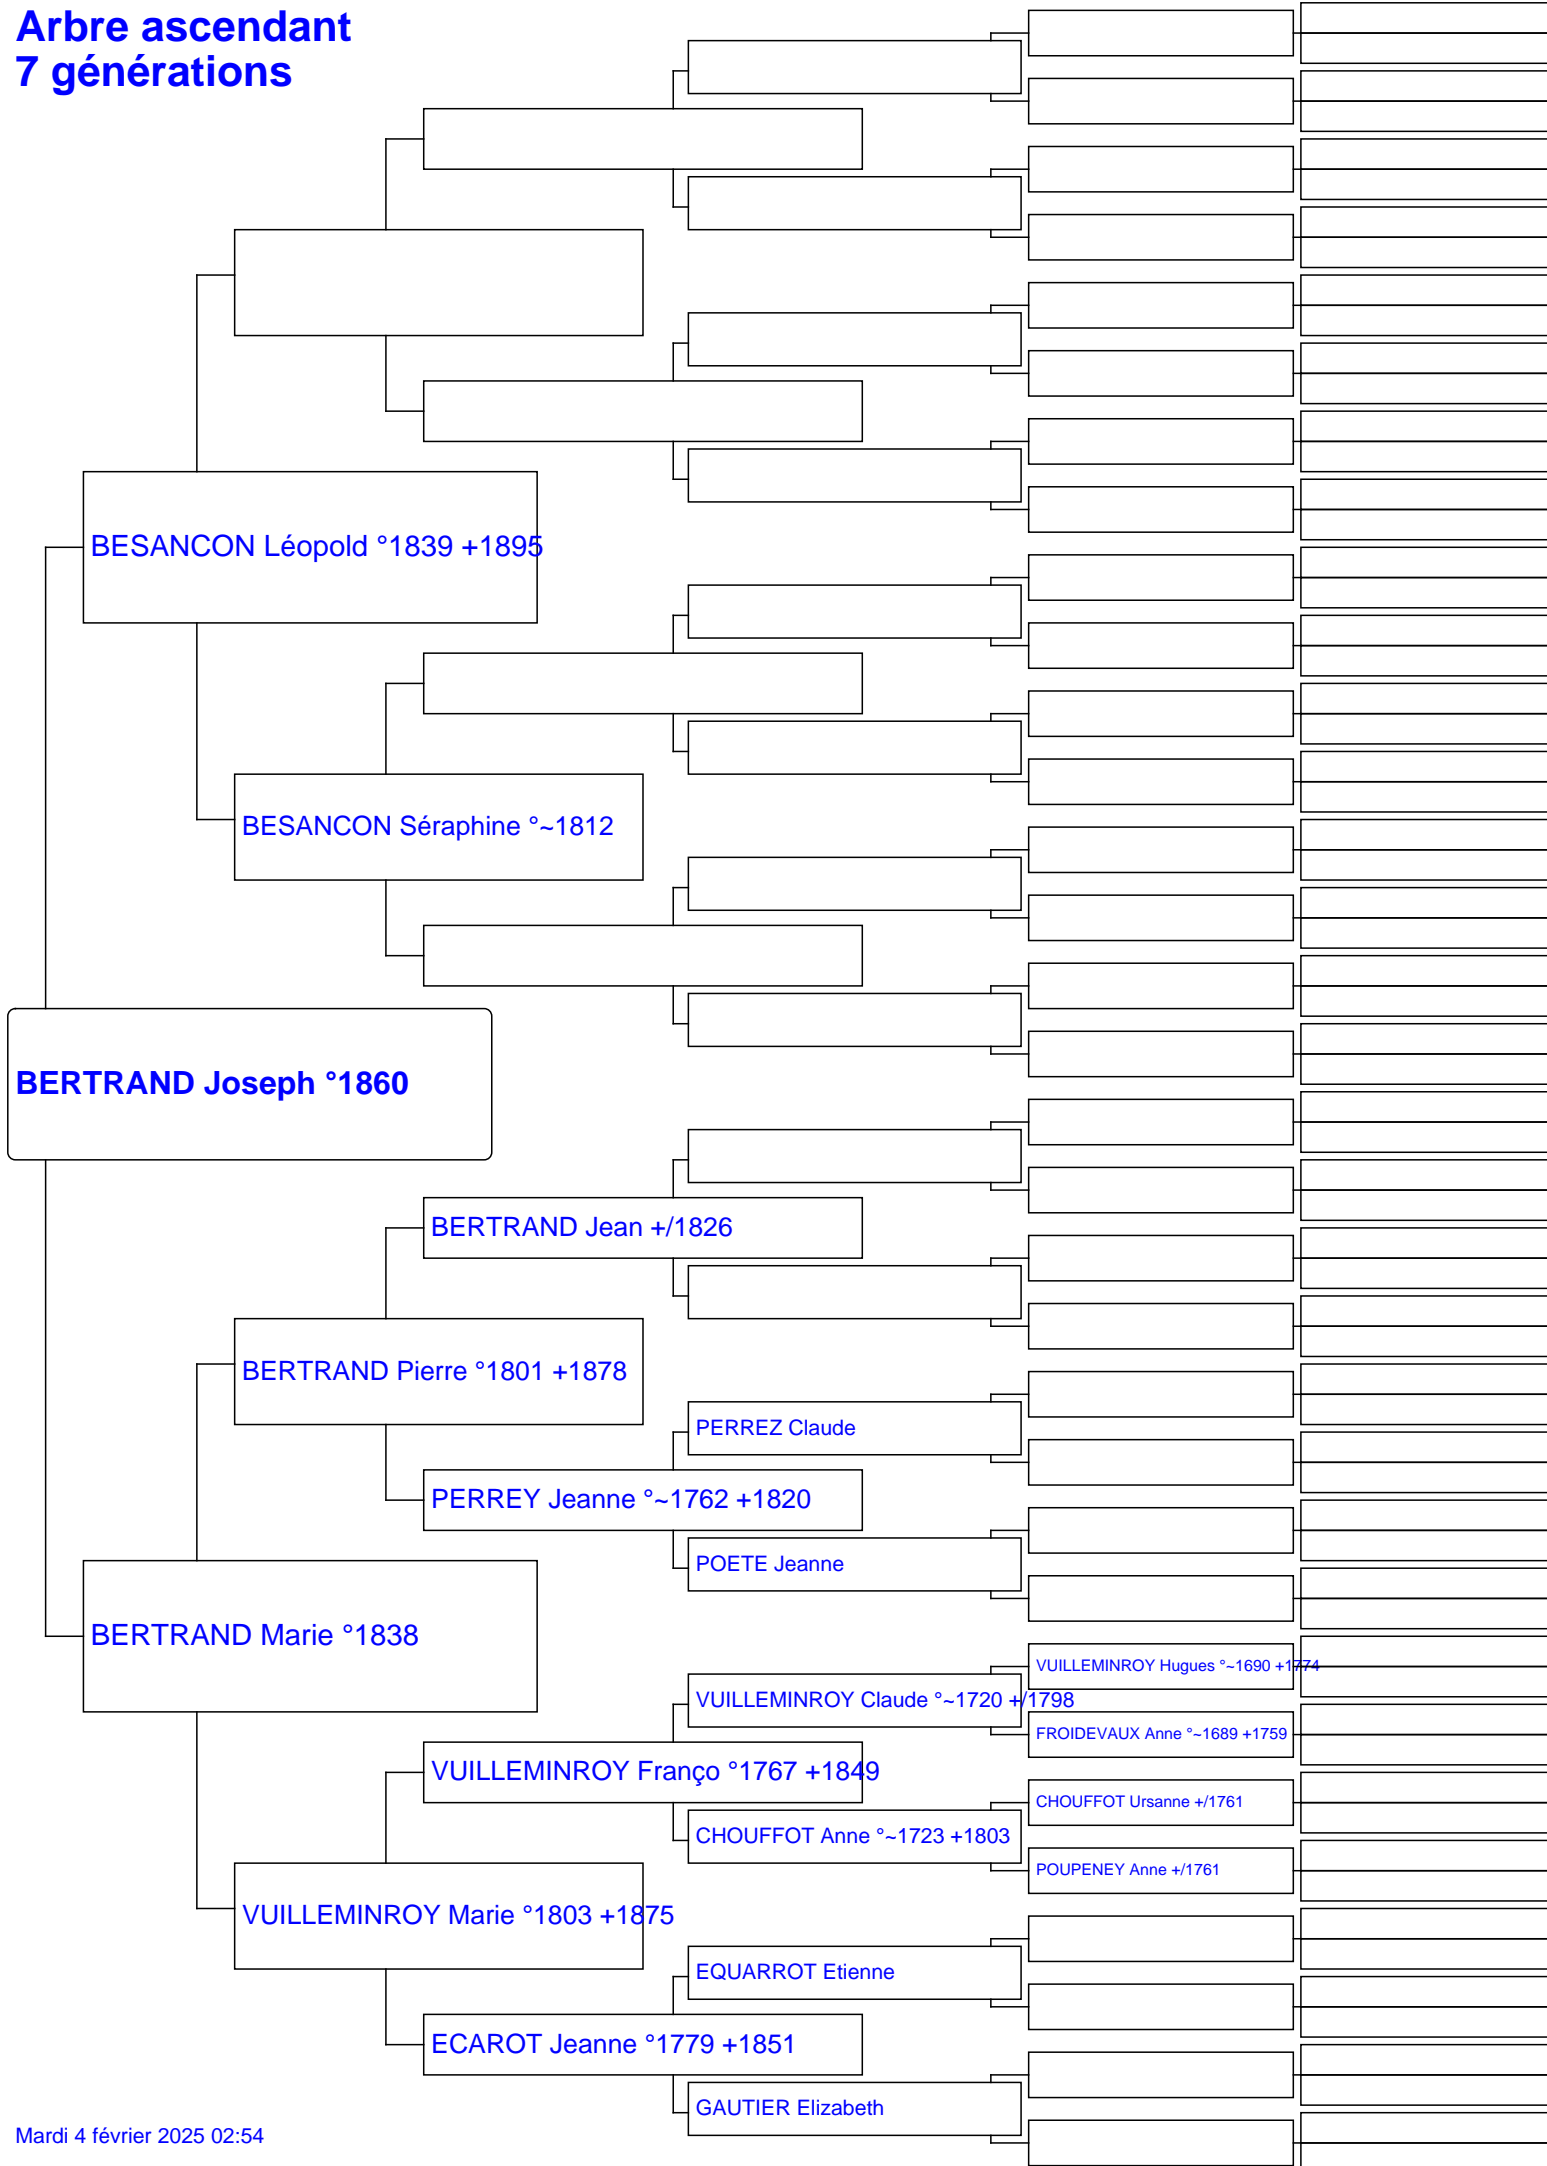 Arbre ascendant
7 générations
BESANCON Léopold °1839 +1895
BESANCON Séraphine °~1812
BERTRAND Joseph °1860
BERTRAND Jean +/1826
BERTRAND Pierre °1801 +1878
PERREZ Claude
PERREY Jeanne °~1762 +1820
POETE Jeanne
BERTRAND Marie °1838
VUILLEMINROY Hugues °~1690 +1774
VUILLEMINROY Claude °~1720 +/1798
FROIDEVAUX Anne °~1689 +1759
VUILLEMINROY Franço °1767 +1849
CHOUFFOT Ursanne +/1761
CHOUFFOT Anne °~1723 +1803
POUPENEY Anne +/1761
VUILLEMINROY Marie °1803 +1875
EQUARROT Etienne
ECAROT Jeanne °1779 +1851
GAUTIER Elizabeth
Mardi 4 février 2025 02:54